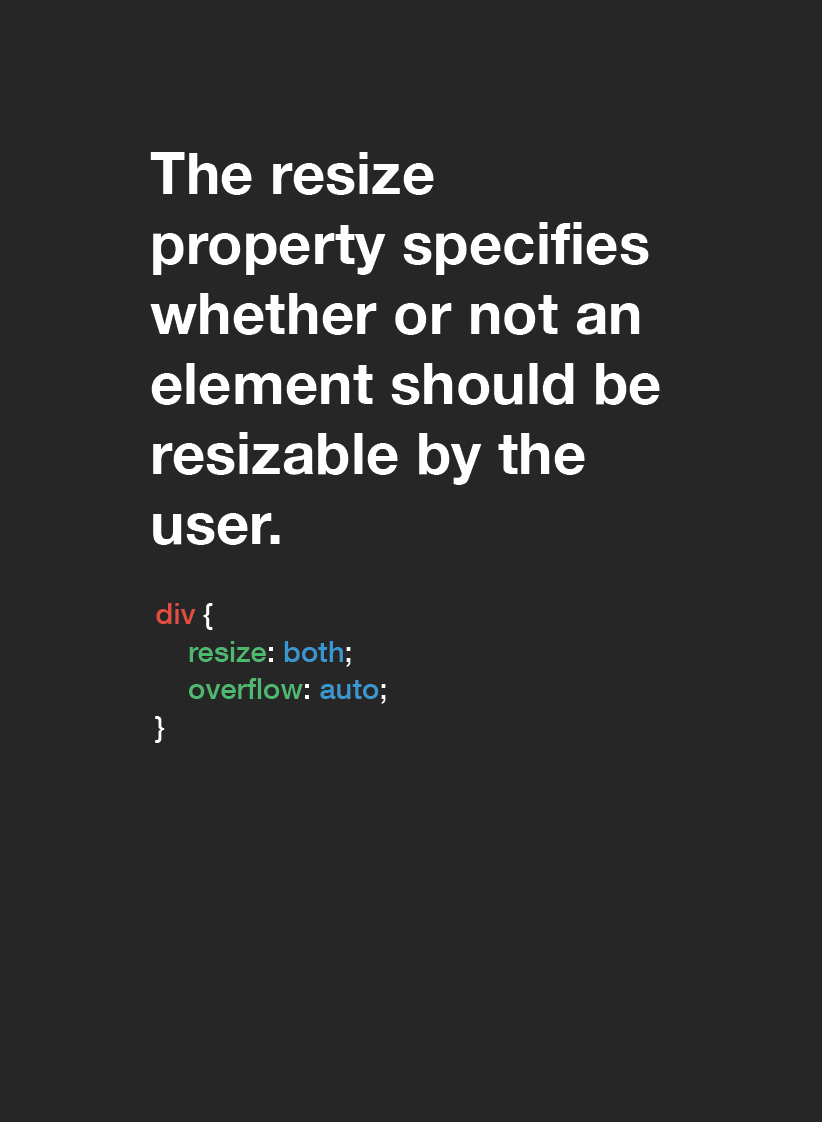 The resize
property specifies
whether or not an
element should be
resizable by the
user.
div {
resize: both;
overflow: auto;
}